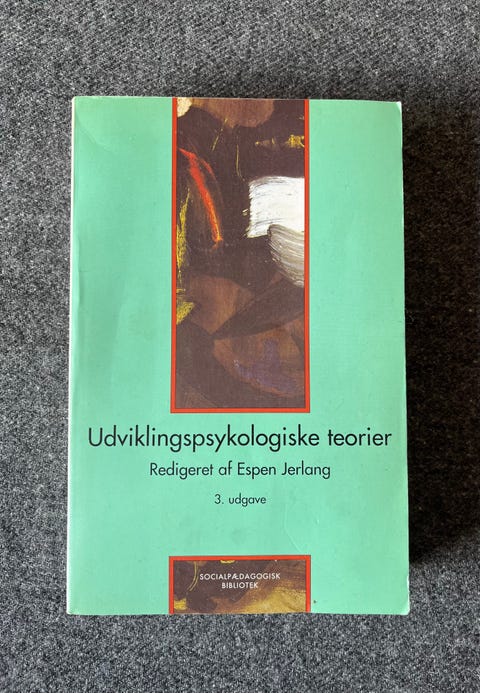 Udviklingspsykologiske teorier
Redigeret af Espen Jerlang
3. udgave
SOCIALPÆDAGOGISK
BIBLIOTEK